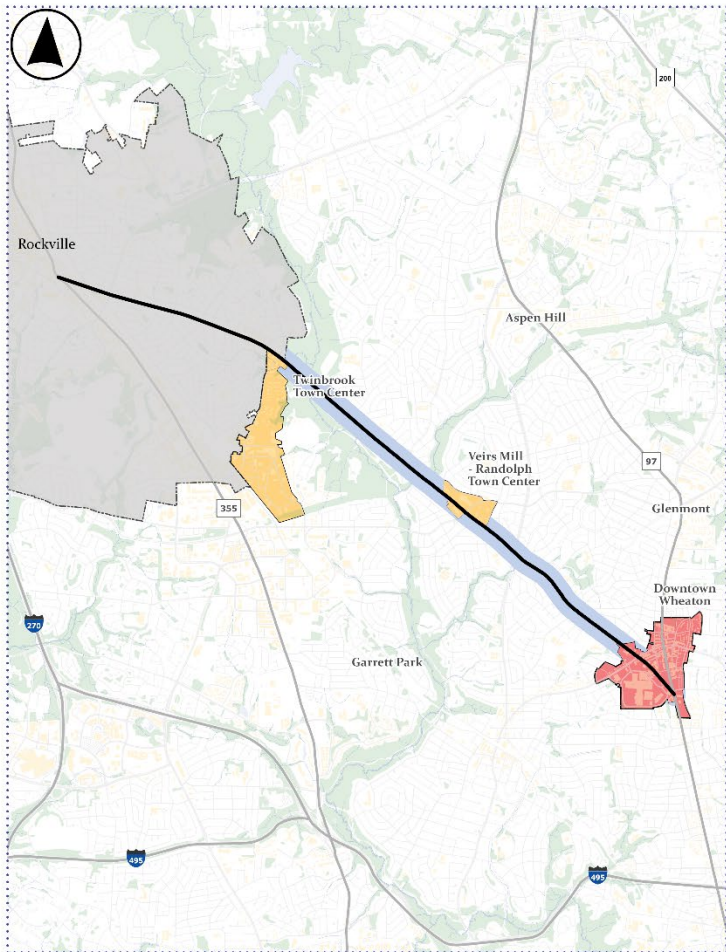 200
Rockville
Aspen Hill
Twinbrook
Town Center
Veirs Mill
- Randolph
Town Center
97
355
Glenmont
Downtown
Wheaton
270
Garrett Park
495
495